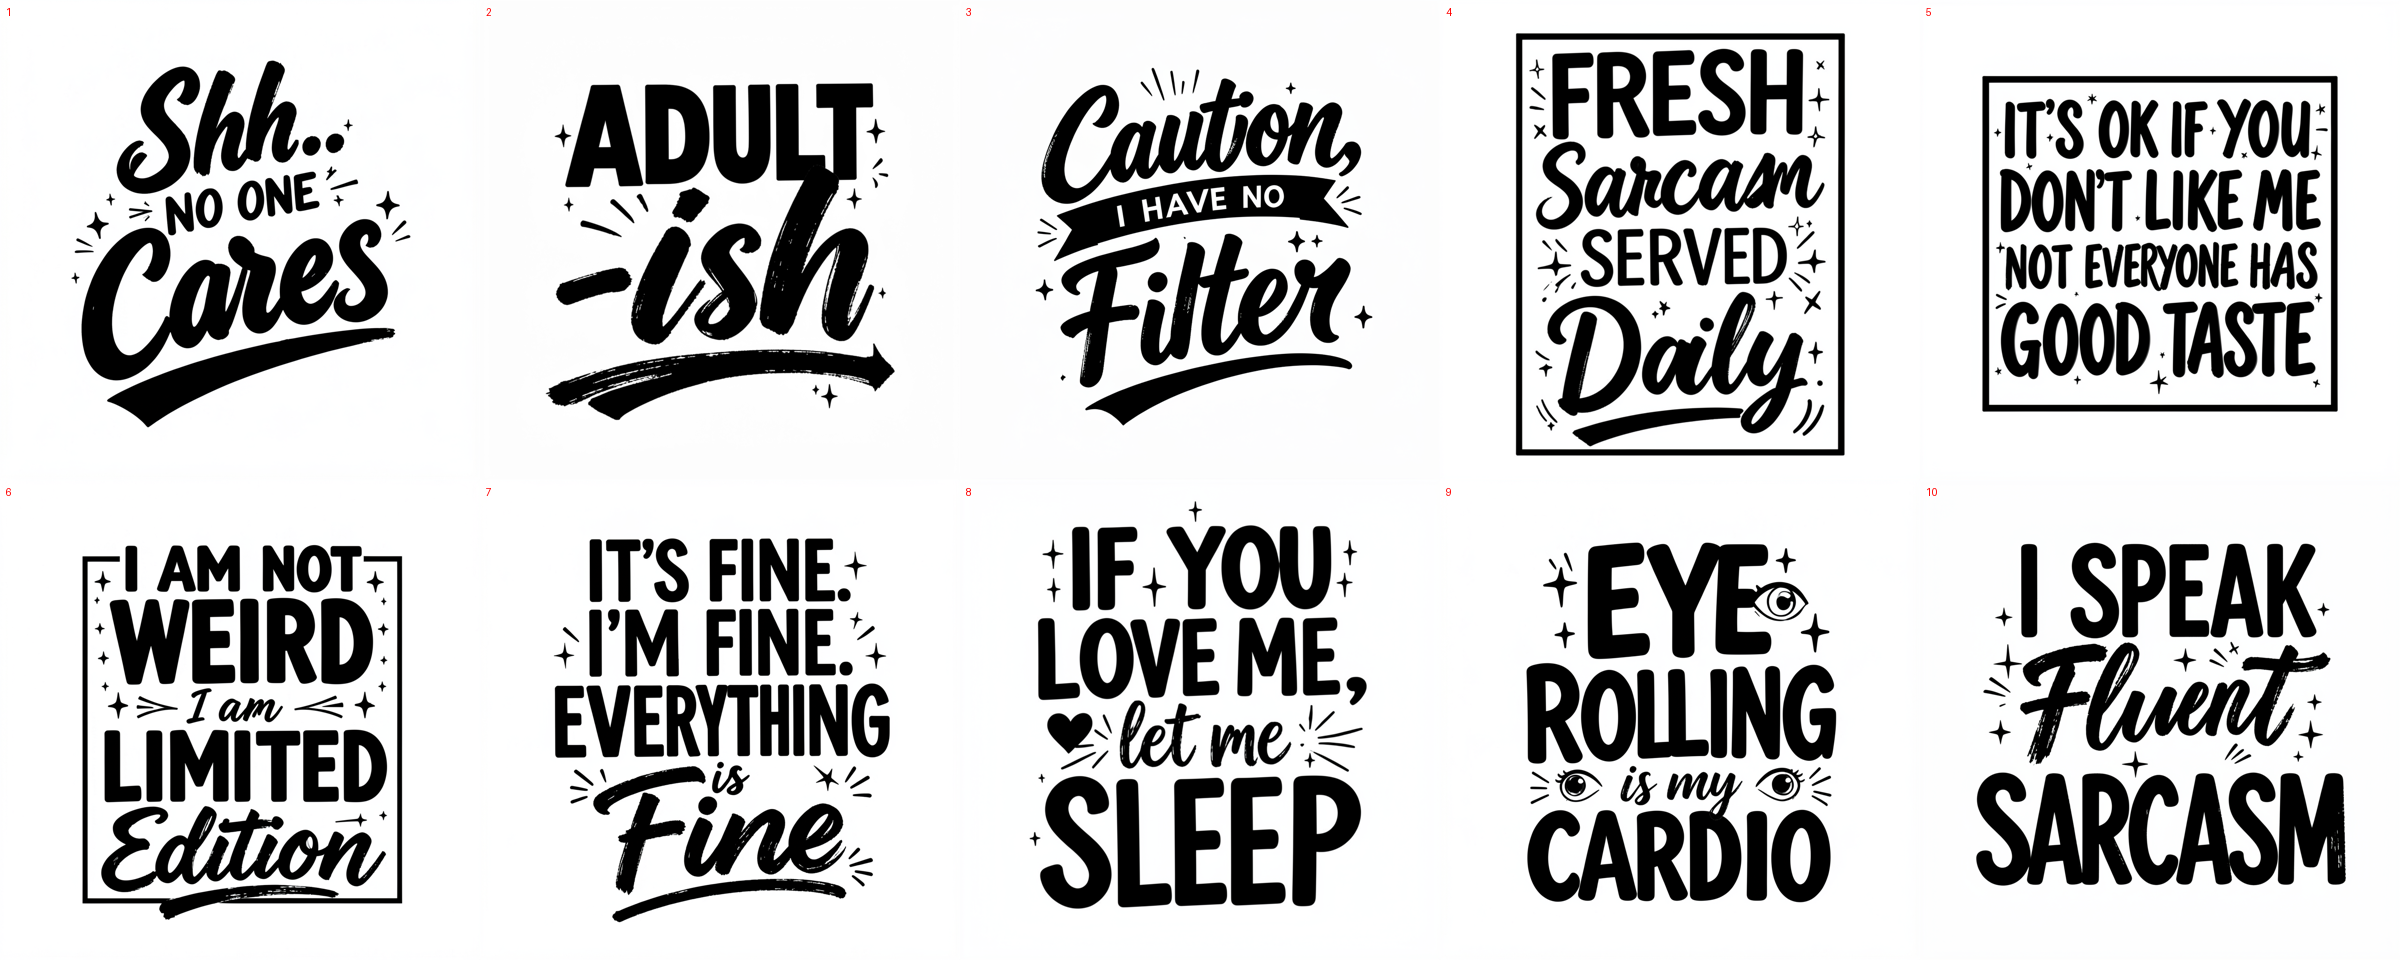 1
Shh..
NO ONE
Cares
2
ADULT
-ish
3
Caution,
I HAVE NO
Filter
4
FRESH
Sarcasm
SERVED
Daily
5
IT'S OK IF YOU
DON'T LIKE ME
NOT EVERYONE HAS
GOOD TASTE
6
I AM NOT
WEIRD
I am
LIMITED
Edition
7
IT'S FINE.
I'M FINE.
EVERYTHING
is
Fine
8
IF YOU
LOVE ME,
let me
SLEEP
9
EYE
ROLLING
is my
CARDIO
10
I SPEAK
Fluent
SARCASM